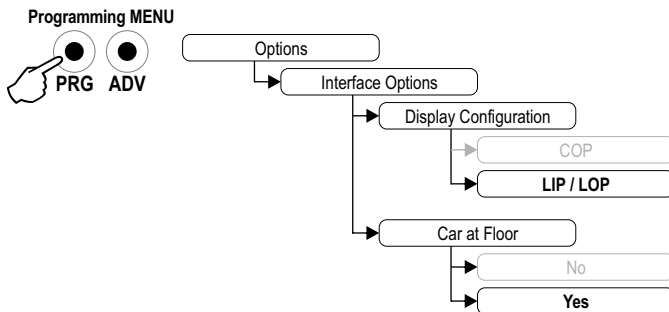 Programming MENU
PRG ADV
Options
Interface Options
Display Configuration
COP
LIP / LOP
Car at Floor
No
Yes